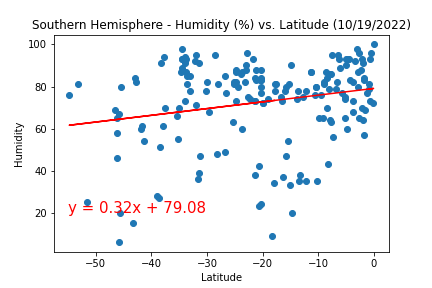 Southern Hemisphere - Humidity (%) vs. Latitude (10/19/2022)
100
80
60
40
20
Humidity
y = 0.32x + 79.08
−50
−40
−30
−20
−10
0
Latitude